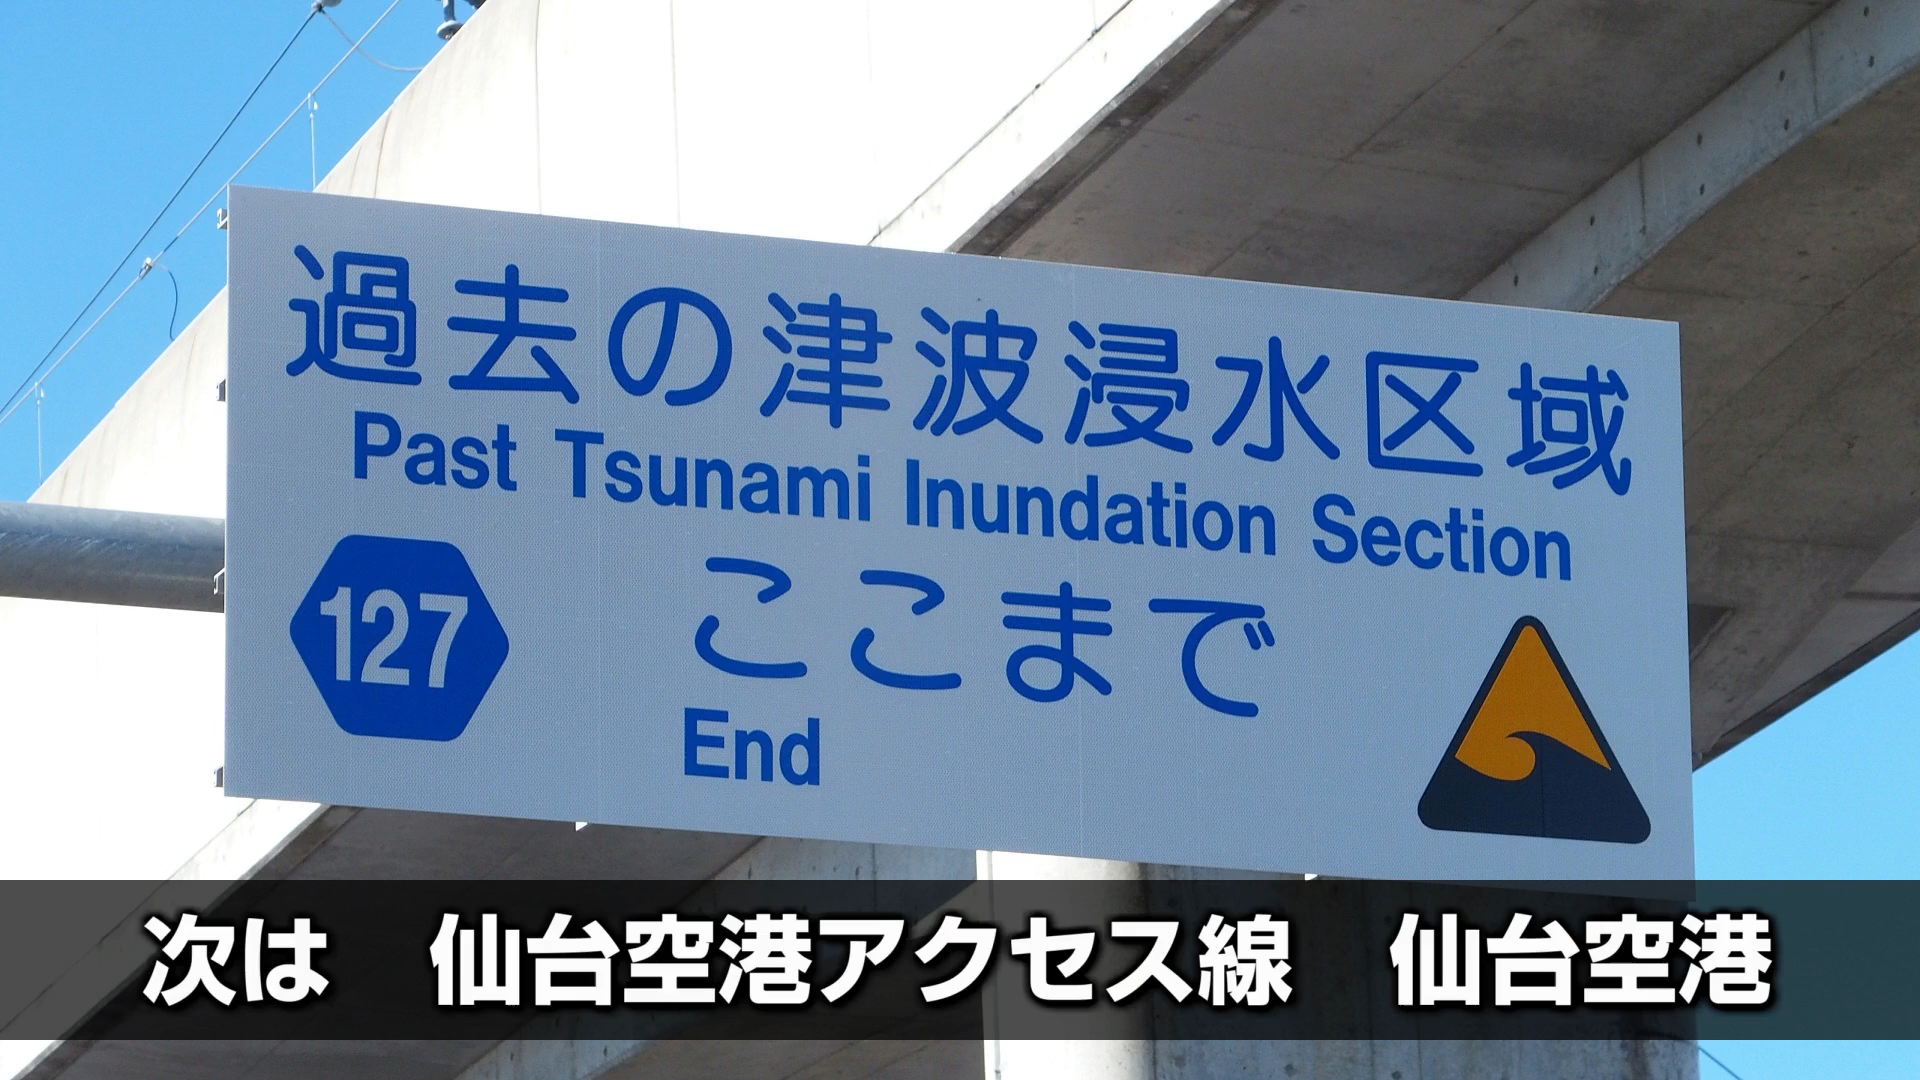 過去の津波浸水区域
Past Tsunami Inundation Section
127
ここまで
End
次は　仙台空港アクセス線　仙台空港